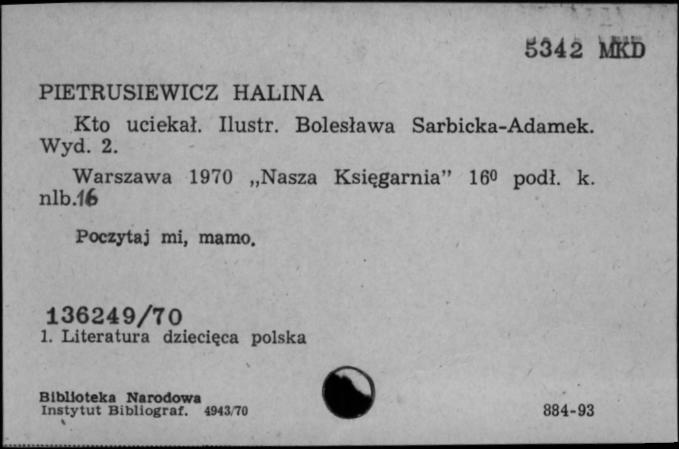 5342 MKD
PIETRUSIEWICZ HALINA
Kto uciekał. Ilustr. Bolesława Sarbicka-Adamek.
Wyd. 2.
Warszawa 1970 „Nasza Księgarnia” 16⁰ podł. k.
nlb.16
Poczytaj mi, mamo.
136249/70
1. Literatura dziecięca polska
Biblioteka Narodowa
Instytut Bibliograf. 4943/70
884-93